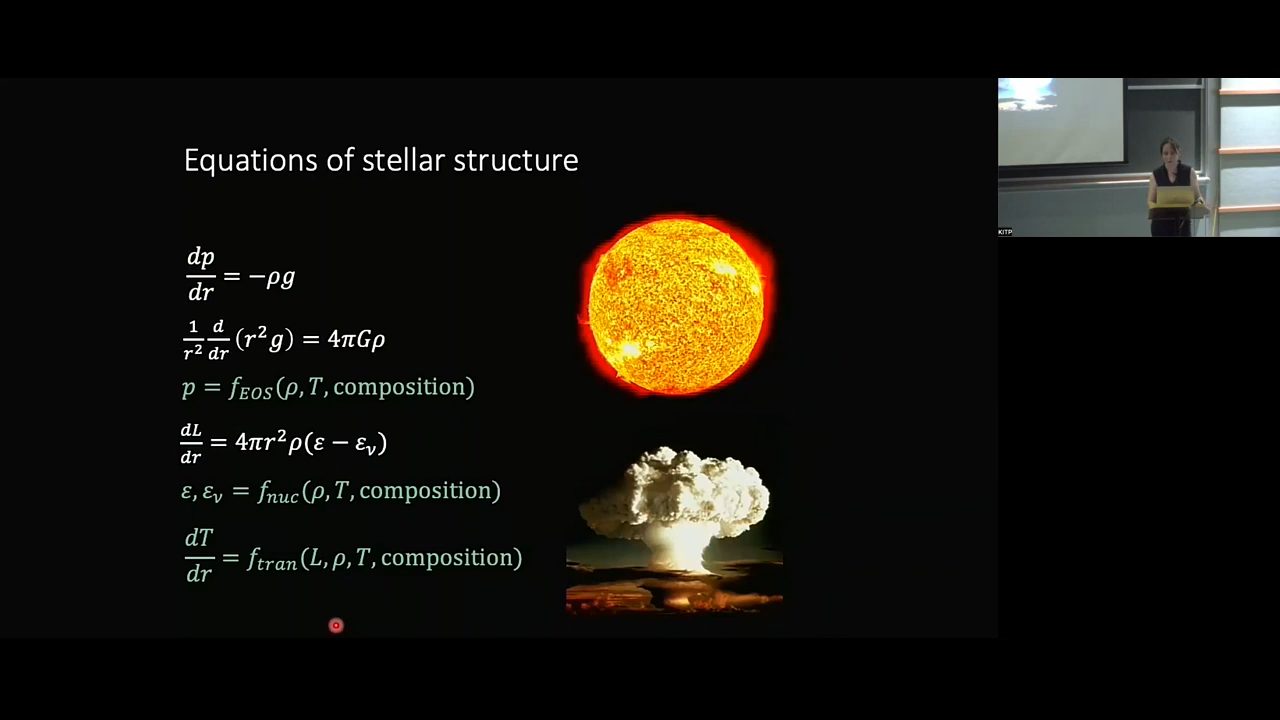 Equations of stellar structure
dp/dr = −ρg
1/r² d/dr (r²g) = 4πGρ
p = f_EOS(ρ, T, composition)
dL/dr = 4πr²ρ(ε − ε_ν)
ε, ε_ν = f_nuc(ρ, T, composition)
dT/dr = f_tran(L, ρ, T, composition)
KITP